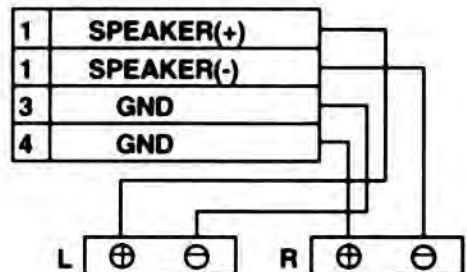 1 SPEAKER(+)
1 SPEAKER(-)
3 GND
4 GND
L ⊕ ⊖ R ⊕ ⊖